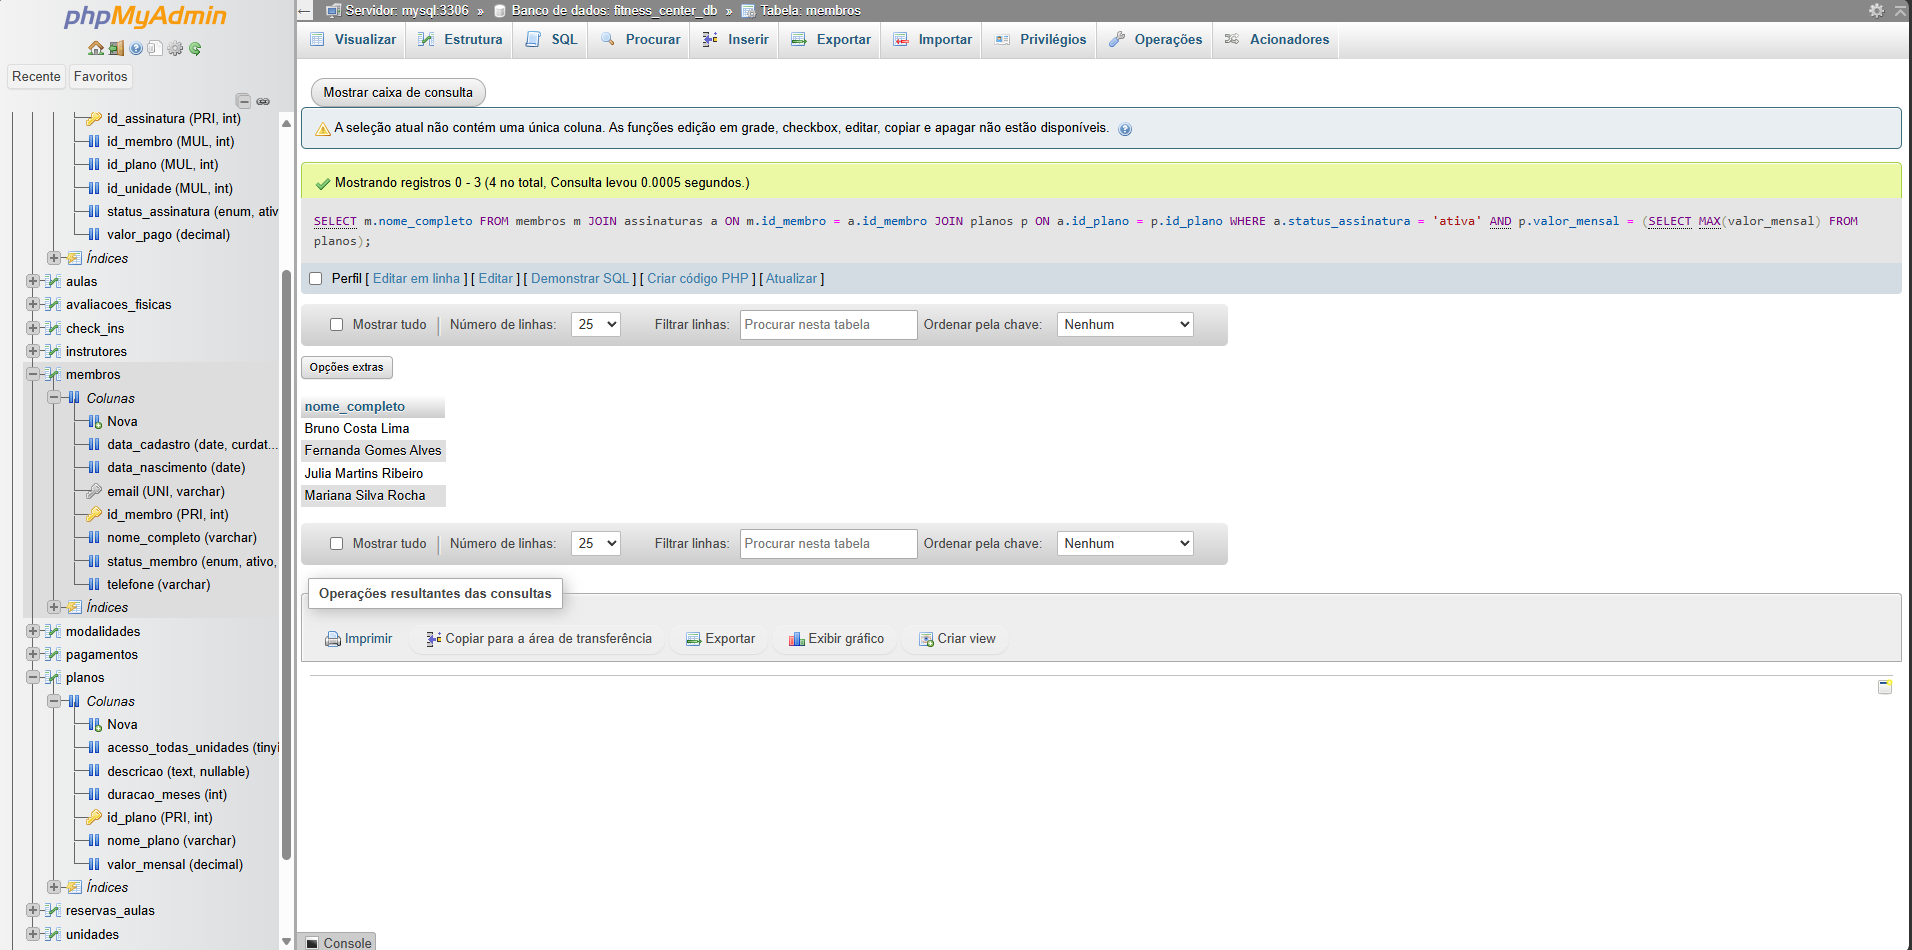 phpMyAdmin
Recente
Favoritos
id_assinatura (PRI, int)
id_membro (MUL, int)
id_plano (MUL, int)
id_unidade (MUL, int)
status_assinatura (enum, ativ
valor_pago (decimal)
Índices
aulas
avaliacoes_fisicas
check_ins
instrutores
membros
Colunas
Nova
data_cadastro (date, curdat...
data_nascimento (date)
email (UNI, varchar)
id_membro (PRI, int)
nome_completo (varchar)
status_membro (enum, ativo,
telefone (varchar)
Índices
modalidades
pagamentos
planos
Colunas
Nova
acesso_todas_unidades (tinyi
descricao (text, nullable)
duracao_meses (int)
id_plano (PRI, int)
nome_plano (varchar)
valor_mensal (decimal)
Índices
reservas_aulas
unidades
Servidor: mysql:3306 » Banco de dados: fitness_center_db » Tabela: membros
Visualizar Estrutura SQL Procurar Inserir Exportar Importar Privilégios Operações Acionadores
Mostrar caixa de consulta
A seleção atual não contém uma única coluna. As funções edição em grade, checkbox, editar, copiar e apagar não estão disponíveis.
Mostrando registros 0 - 3 (4 no total, Consulta levou 0.0005 segundos.)
SELECT m.nome_completo FROM membros m JOIN assinaturas a ON m.id_membro = a.id_membro JOIN planos p ON a.id_plano = p.id_plano WHERE a.status_assinatura = 'ativa' AND p.valor_mensal = (SELECT MAX(valor_mensal) FROM
planos);
Perfil [ Editar em linha ] [ Editar ] [ Demonstrar SQL ] [ Criar código PHP ] [ Atualizar ]
Mostrar tudo Número de linhas: 25 Filtrar linhas: Procurar nesta tabela Ordenar pela chave: Nenhum
Opções extras
nome_completo
Bruno Costa Lima
Fernanda Gomes Alves
Julia Martins Ribeiro
Mariana Silva Rocha
Mostrar tudo Número de linhas: 25 Filtrar linhas: Procurar nesta tabela Ordenar pela chave: Nenhum
Operações resultantes das consultas
Imprimir Copiar para a área de transferência Exportar Exibir gráfico Criar view
Console